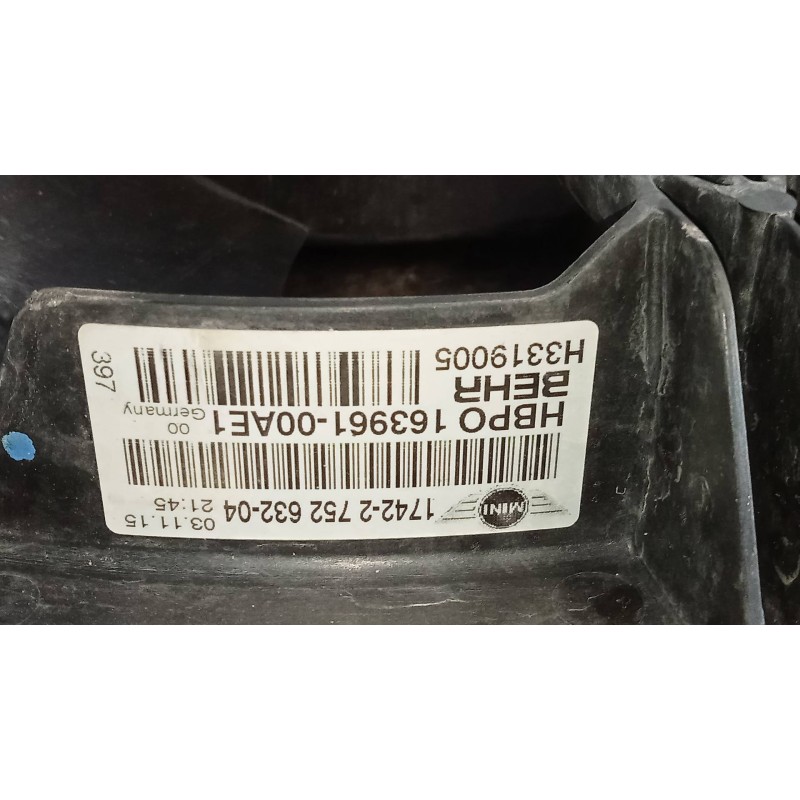 MINI 1742-2 752 632-04 03.11.15
21:45
HBPO 163961-00AE1 00
Germany
BEHR
H3319005 397